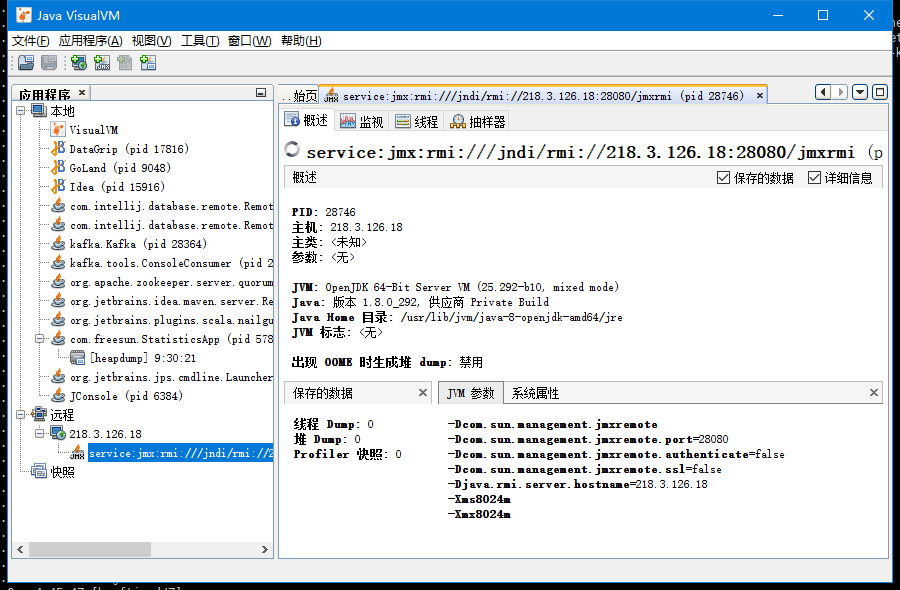 Java VisualVM
文件(F) 应用程序(A) 视图(V) 工具(T) 窗口(W) 帮助(H)
应用程序 ×
本地
VisualVM
DataGrip (pid 17816)
GoLand (pid 9048)
Idea (pid 15916)
com.intellij.database.remote.Remot
com.intellij.database.remote.Remot
kafka.Kafka (pid 28364)
kafka.tools.ConsoleConsumer (pid 2
org.apache.zookeeper.server.quorum
org.jetbrains.idea.maven.server.Re
org.jetbrains.plugins.scala.nailgu
com.freesun.StatisticsApp (pid 578
[heapdump] 9:30:21
org.jetbrains.jps.cmdline.Launcher
JConsole (pid 6384)
远程
218.3.126.18
service:jmx:rmi:///jndi/rmi://2
快照
..始页 service:jmx:rmi:///jndi/rmi://218.3.126.18:28080/jmxrmi (pid 28746) ×
概述 监视 线程 抽样器
service:jmx:rmi:///jndi/rmi://218.3.126.18:28080/jmxrmi (p
概述 保存的数据 详细信息
PID: 28746
主机: 218.3.126.18
主类: <未知>
参数: <无>
JVM: OpenJDK 64-Bit Server VM (25.292-b10, mixed mode)
Java: 版本 1.8.0_292, 供应商 Private Build
Java Home 目录: /usr/lib/jvm/java-8-openjdk-amd64/jre
JVM 标志: <无>
出现 OOME 时生成堆 dump: 禁用
保存的数据 × JVM 参数 系统属性 ×
线程 Dump: 0
堆 Dump: 0
Profiler 快照: 0
-Dcom.sun.management.jmxremote
-Dcom.sun.management.jmxremote.port=28080
-Dcom.sun.management.jmxremote.authenticate=false
-Dcom.sun.management.jmxremote.ssl=false
-Djava.rmi.server.hostname=218.3.126.18
-Xms8024m
-Xmx8024m